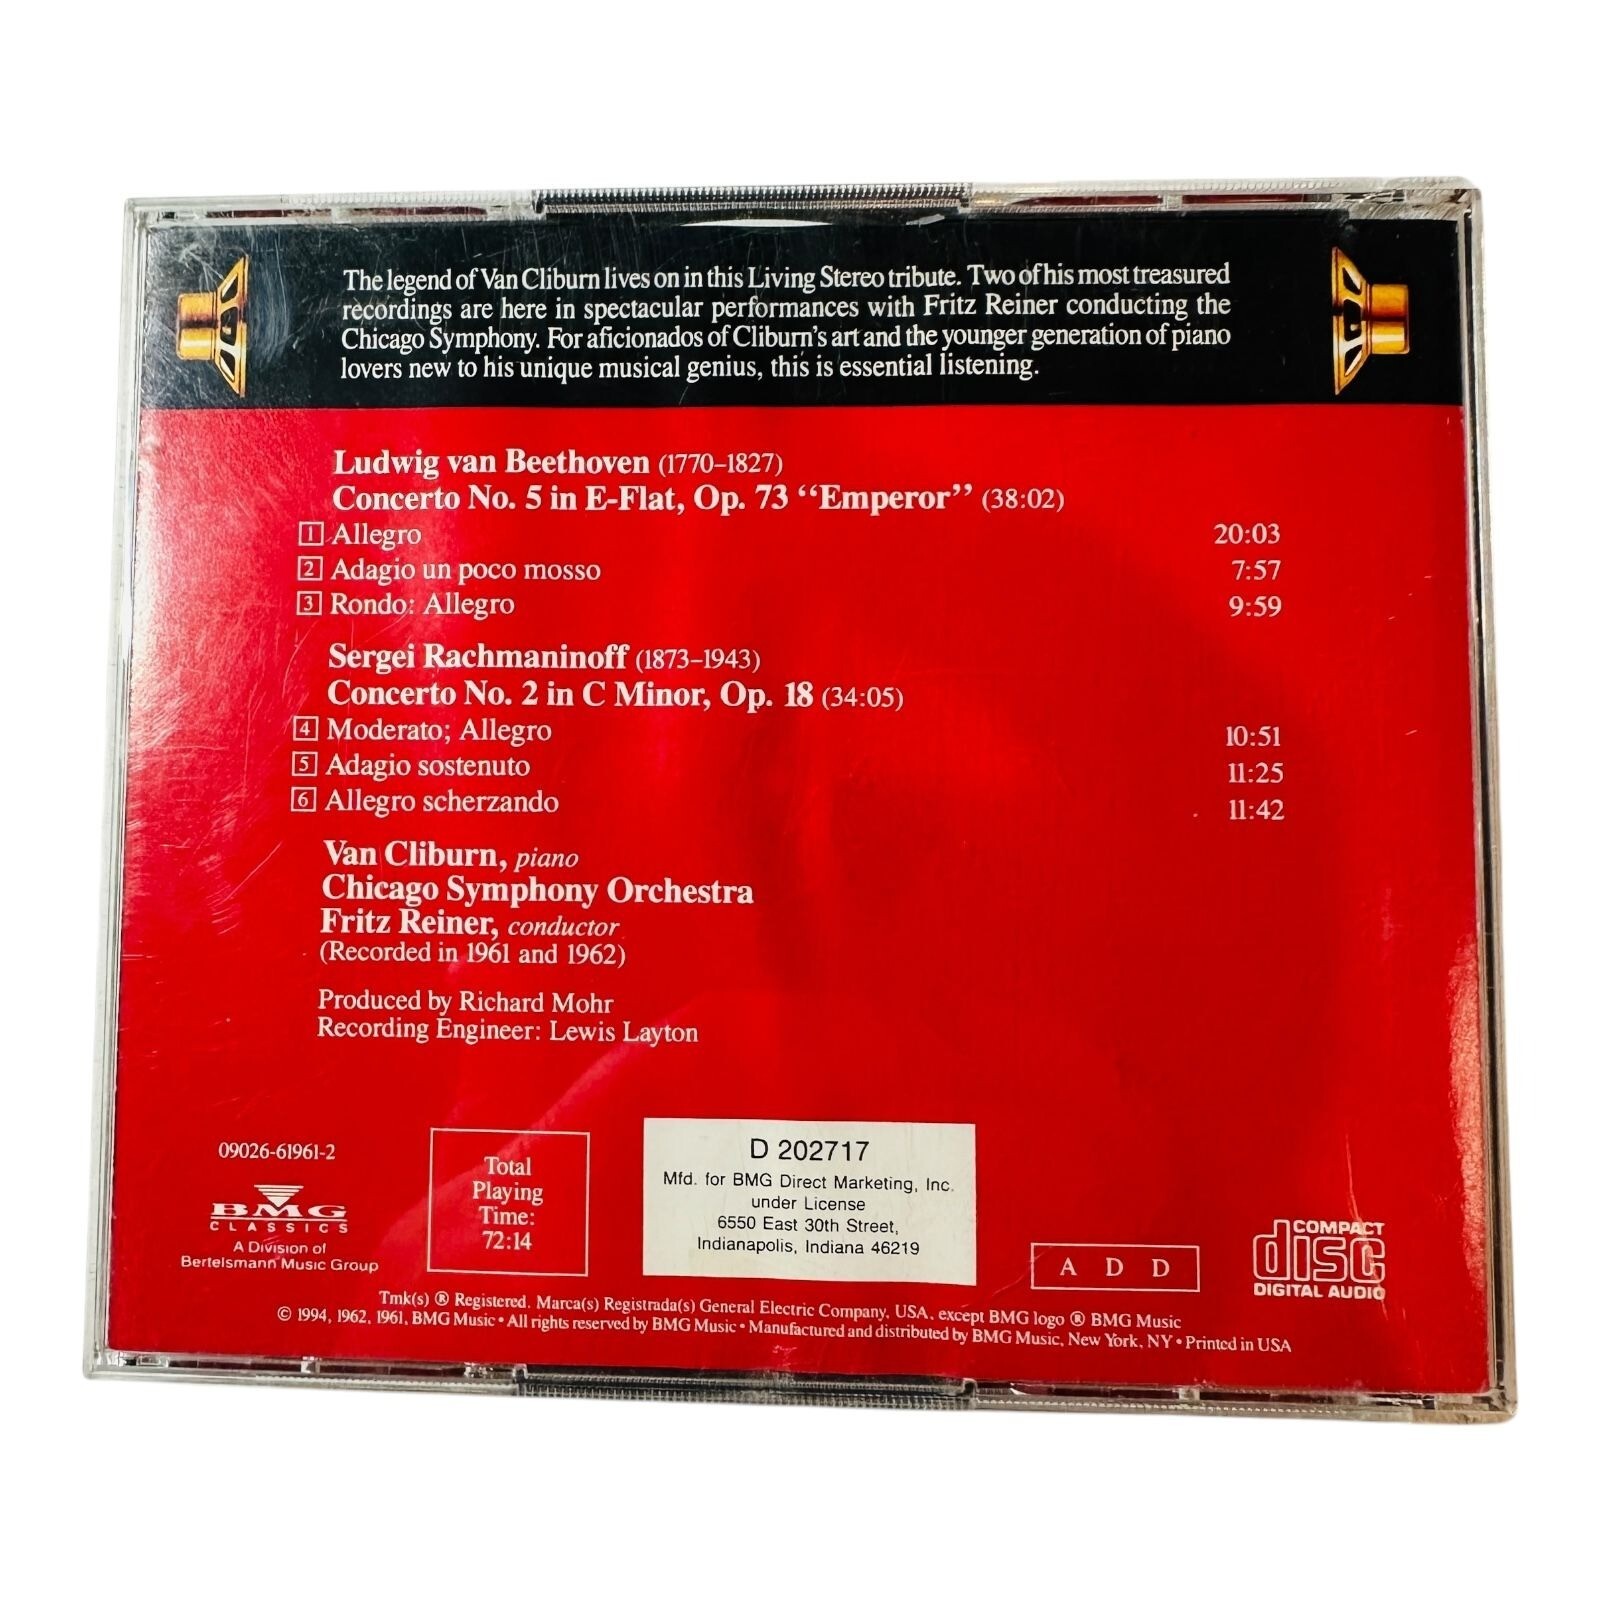 The legend of Van Cliburn lives on in this Living Stereo tribute. Two of his most treasured
recordings are here in spectacular performances with Fritz Reiner conducting the
Chicago Symphony. For aficionados of Cliburn's art and the younger generation of piano
lovers new to his unique musical genius, this is essential listening.
Ludwig van Beethoven (1770–1827)
Concerto No. 5 in E-Flat, Op. 73 “Emperor” (38:02)
1 Allegro 20:03
2 Adagio un poco mosso 7:57
3 Rondo: Allegro 9:59
Sergei Rachmaninoff (1873–1943)
Concerto No. 2 in C Minor, Op. 18 (34:05)
4 Moderato; Allegro 10:51
5 Adagio sostenuto 11:25
6 Allegro scherzando 11:42
Van Cliburn, piano
Chicago Symphony Orchestra
Fritz Reiner, conductor
(Recorded in 1961 and 1962)
Produced by Richard Mohr
Recording Engineer: Lewis Layton
09026-61961-2
BMG
CLASSICS
A Division of
Bertelsmann Music Group
Total
Playing
Time:
72:14
D 202717
Mfd. for BMG Direct Marketing, Inc.
under License
6550 East 30th Street,
Indianapolis, Indiana 46219
A D D
COMPACT
disc
DIGITAL AUDIO
Tmk(s) ® Registered. Marca(s) Registrada(s) General Electric Company, USA, except BMG logo ® BMG Music
© 1994, 1962, 1961, BMG Music • All rights reserved by BMG Music • Manufactured and distributed by BMG Music, New York, NY • Printed in USA